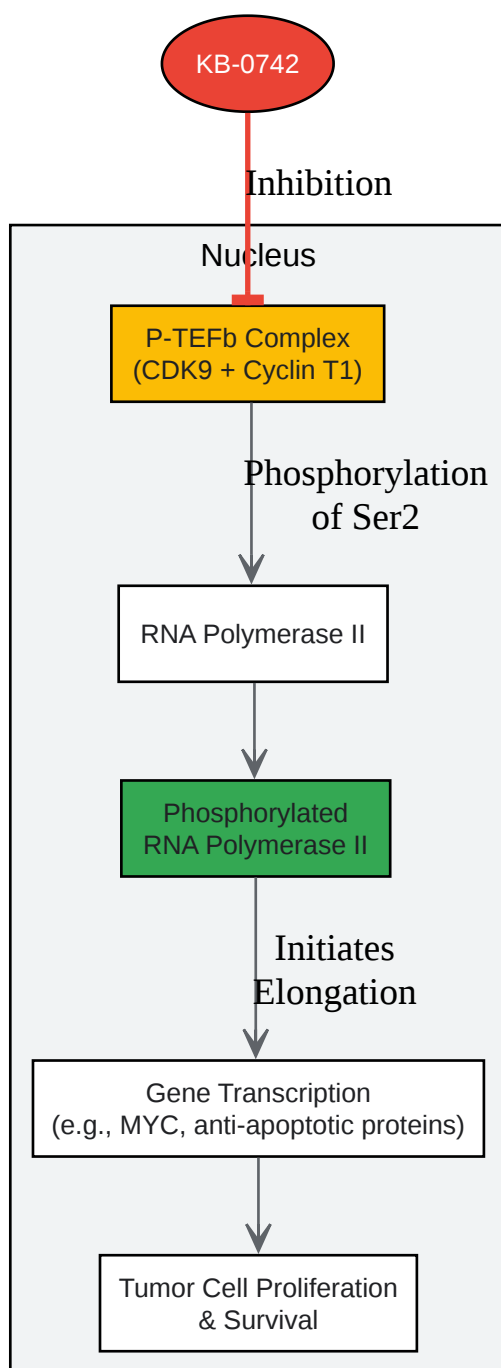 KB-0742
Inhibition
Nucleus
P-TEFb Complex
(CDK9 + Cyclin T1)
Phosphorylation
of Ser2
RNA Polymerase II
Phosphorylated
RNA Polymerase II
Initiates
Elongation
Gene Transcription
(e.g., MYC, anti-apoptotic proteins)
Tumor Cell Proliferation
& Survival